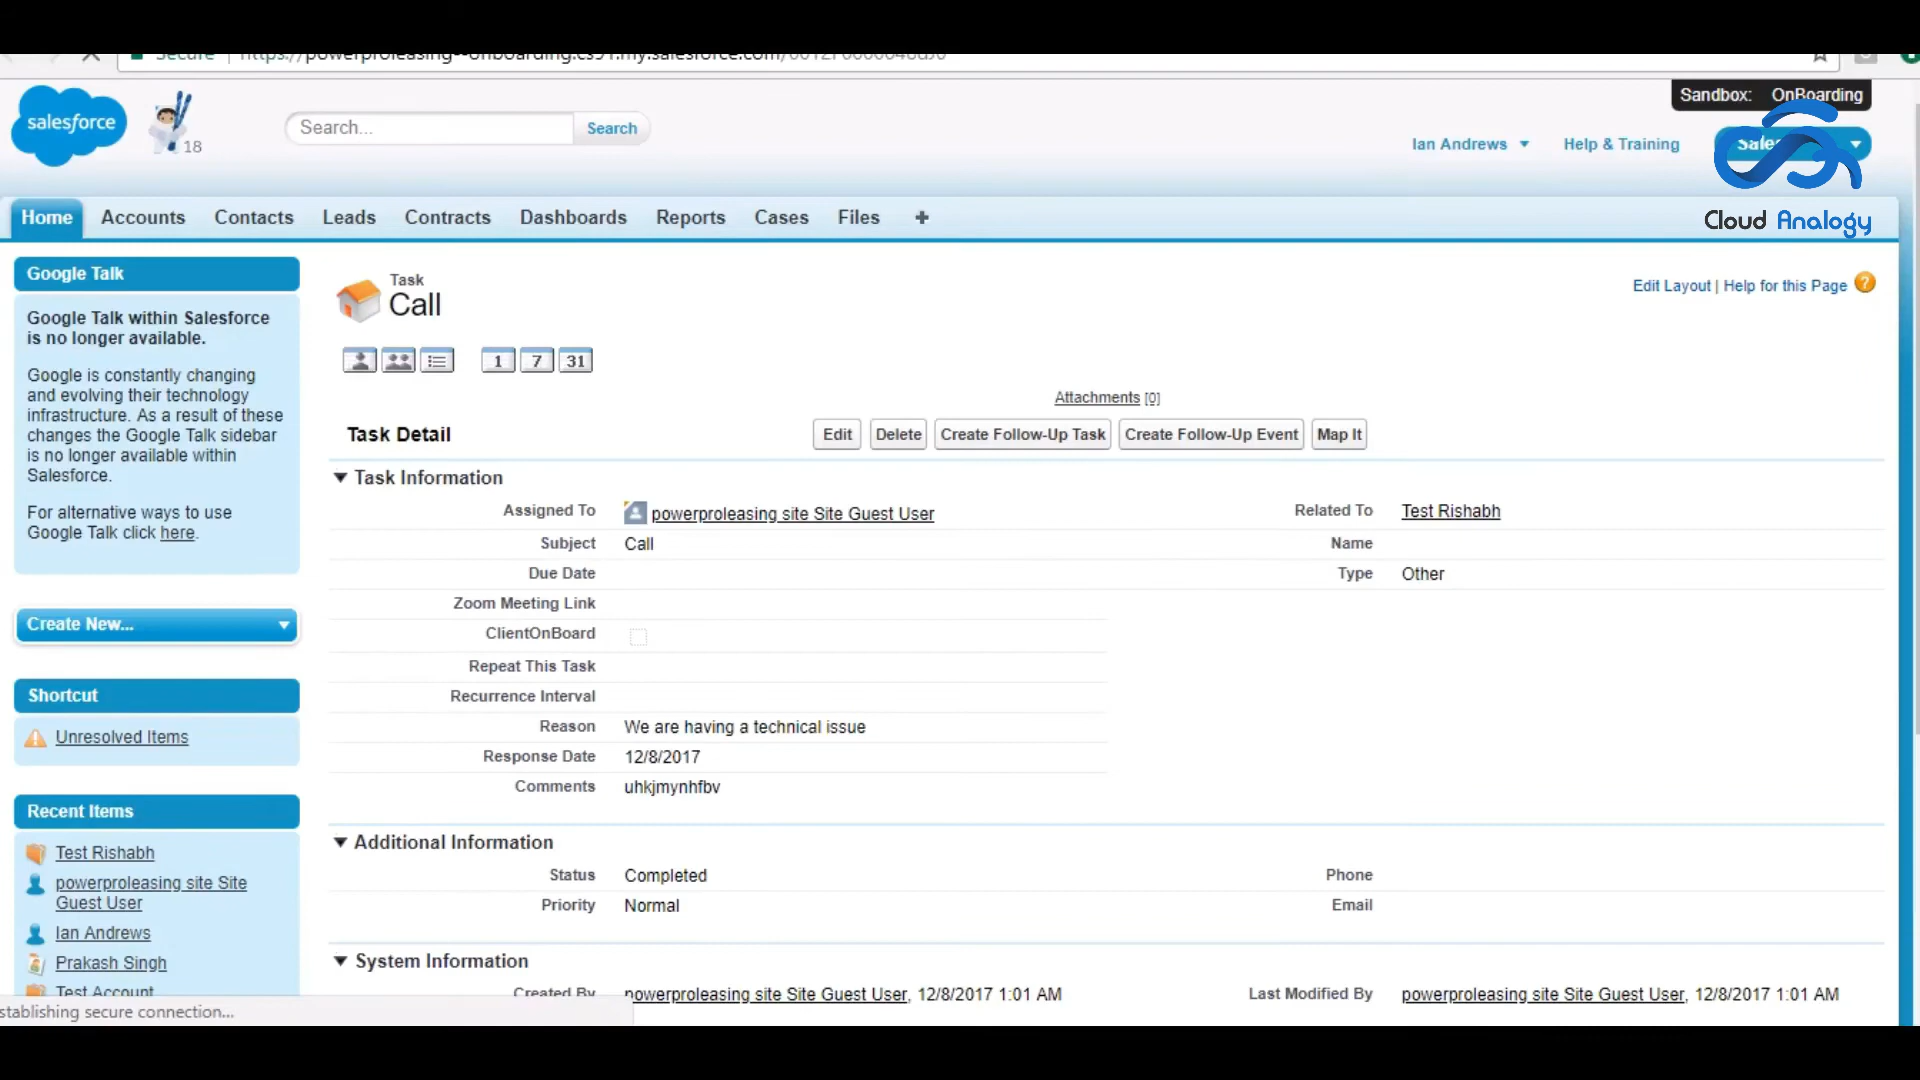 Secure | https://powerproleasing--onboarding.cs91.my.salesforce.com/
salesforce
18
Search...
Search
Sandbox: OnBoarding
Ian Andrews
Help & Training
Sales
Cloud Analogy
Home Accounts Contacts Leads Contracts Dashboards Reports Cases Files +
Google Talk
Google Talk within Salesforce
is no longer available.
Google is constantly changing
and evolving their technology
infrastructure. As a result of these
changes the Google Talk sidebar
is no longer available within
Salesforce.
For alternative ways to use
Google Talk click here.
Create New...
Shortcut
Unresolved Items
Recent Items
Test Rishabh
powerproleasing site Site
Guest User
Ian Andrews
Prakash Singh
Test Account
stablishing secure connection...
Task
Call
Edit Layout | Help for this Page ?
1 7 31
Attachments [0]
Task Detail
Edit Delete Create Follow-Up Task Create Follow-Up Event Map It
Task Information
Assigned To powerproleasing site Site Guest User Related To Test Rishabh
Subject Call Name
Due Date Type Other
Zoom Meeting Link
ClientOnBoard
Repeat This Task
Recurrence Interval
Reason We are having a technical issue
Response Date 12/8/2017
Comments uhkjmynhfbv
Additional Information
Status Completed Phone
Priority Normal Email
System Information
Created By powerproleasing site Site Guest User, 12/8/2017 1:01 AM Last Modified By powerproleasing site Site Guest User, 12/8/2017 1:01 AM